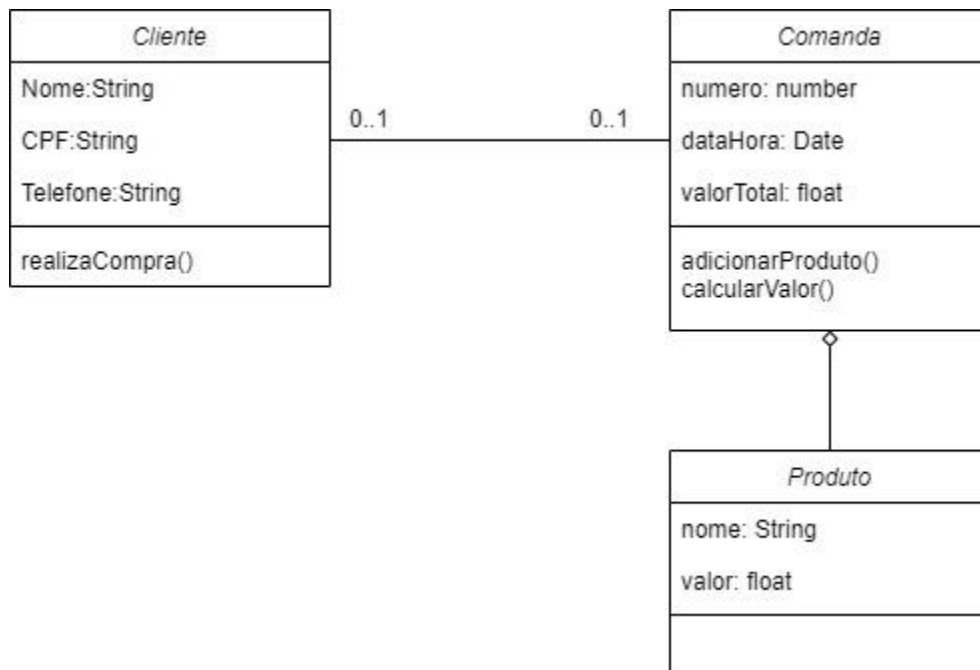 Cliente
Nome:String
CPF:String
Telefone:String
realizaCompra()
0..1
0..1
Comanda
numero: number
dataHora: Date
valorTotal: float
adicionarProduto()
calcularValor()
Produto
nome: String
valor: float